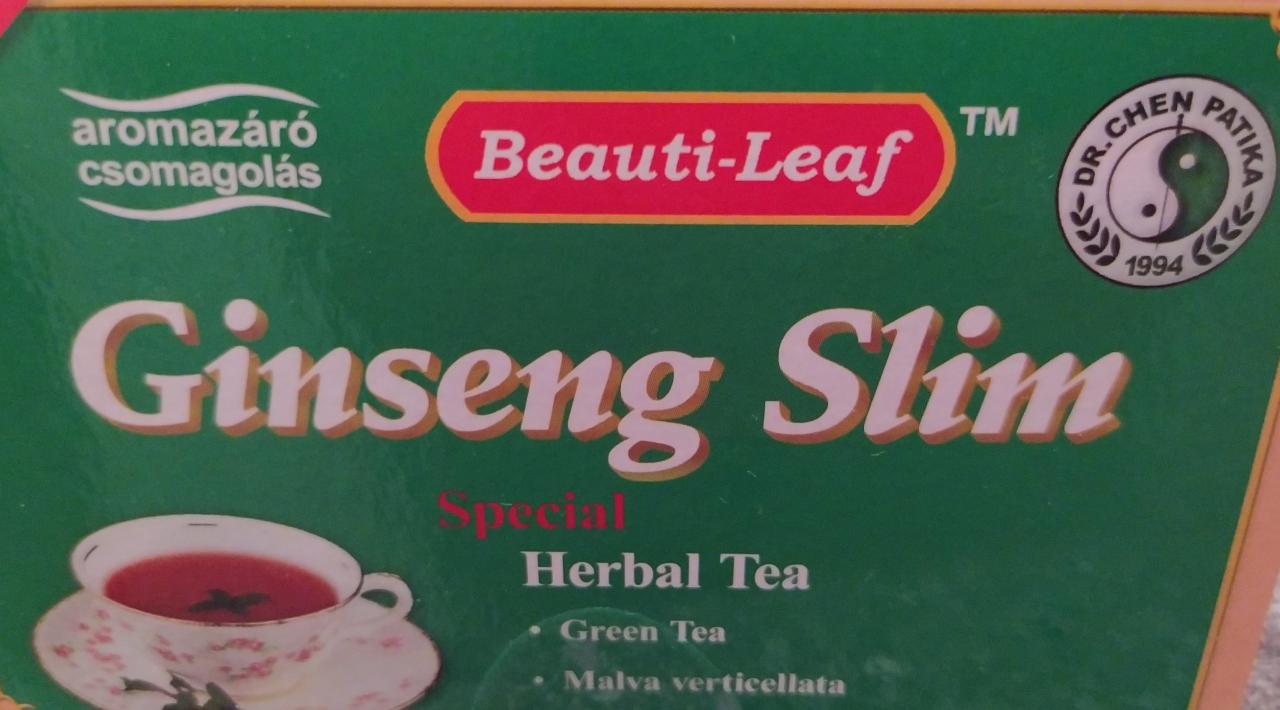 aromazáró
csomagolás
Beauti-Leaf
TM
DR. CHEN PATIKA
1994
Ginseng Slim
Special
Herbal Tea
• Green Tea
• Malva verticellata